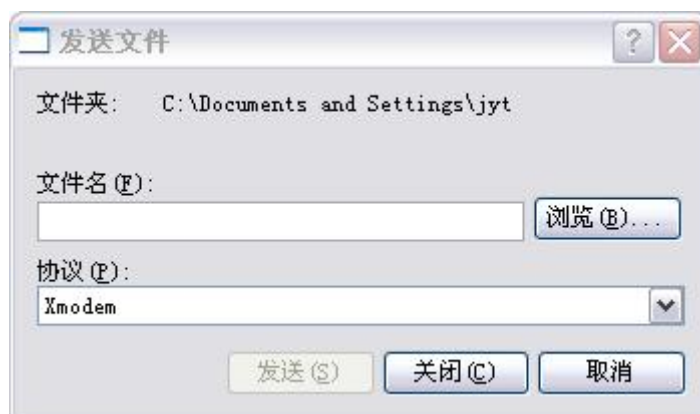 发送文件
文件夹: C:\Documents and Settings\jyt
文件名(F):
浏览(B)...
协议(P):
Xmodem
发送(S) 关闭(C) 取消